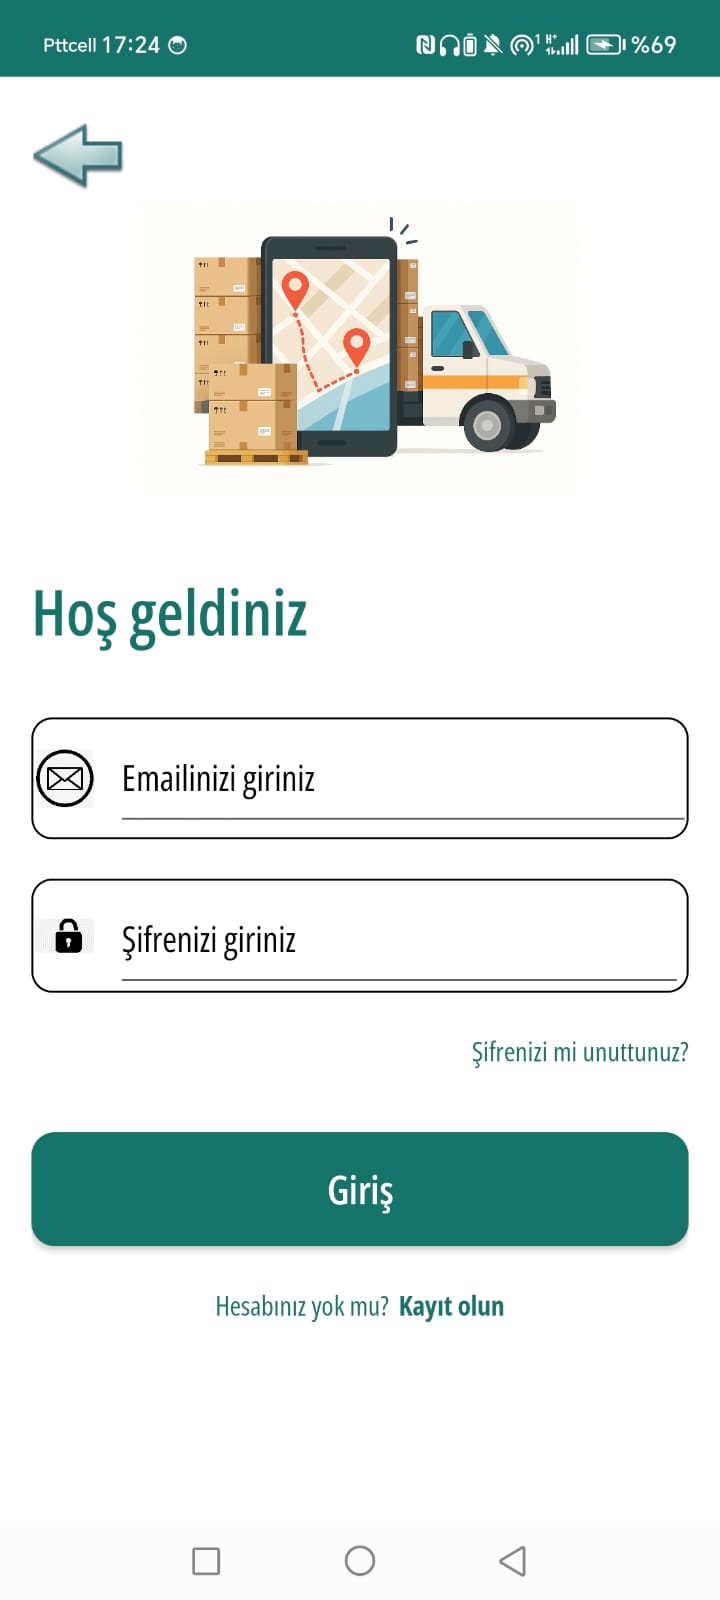 Pttcell 17:24 %69
Hoş geldiniz
Emailinizi giriniz
Şifrenizi giriniz
Şifrenizi mi unuttunuz?
Giriş
Hesabınız yok mu? Kayıt olun